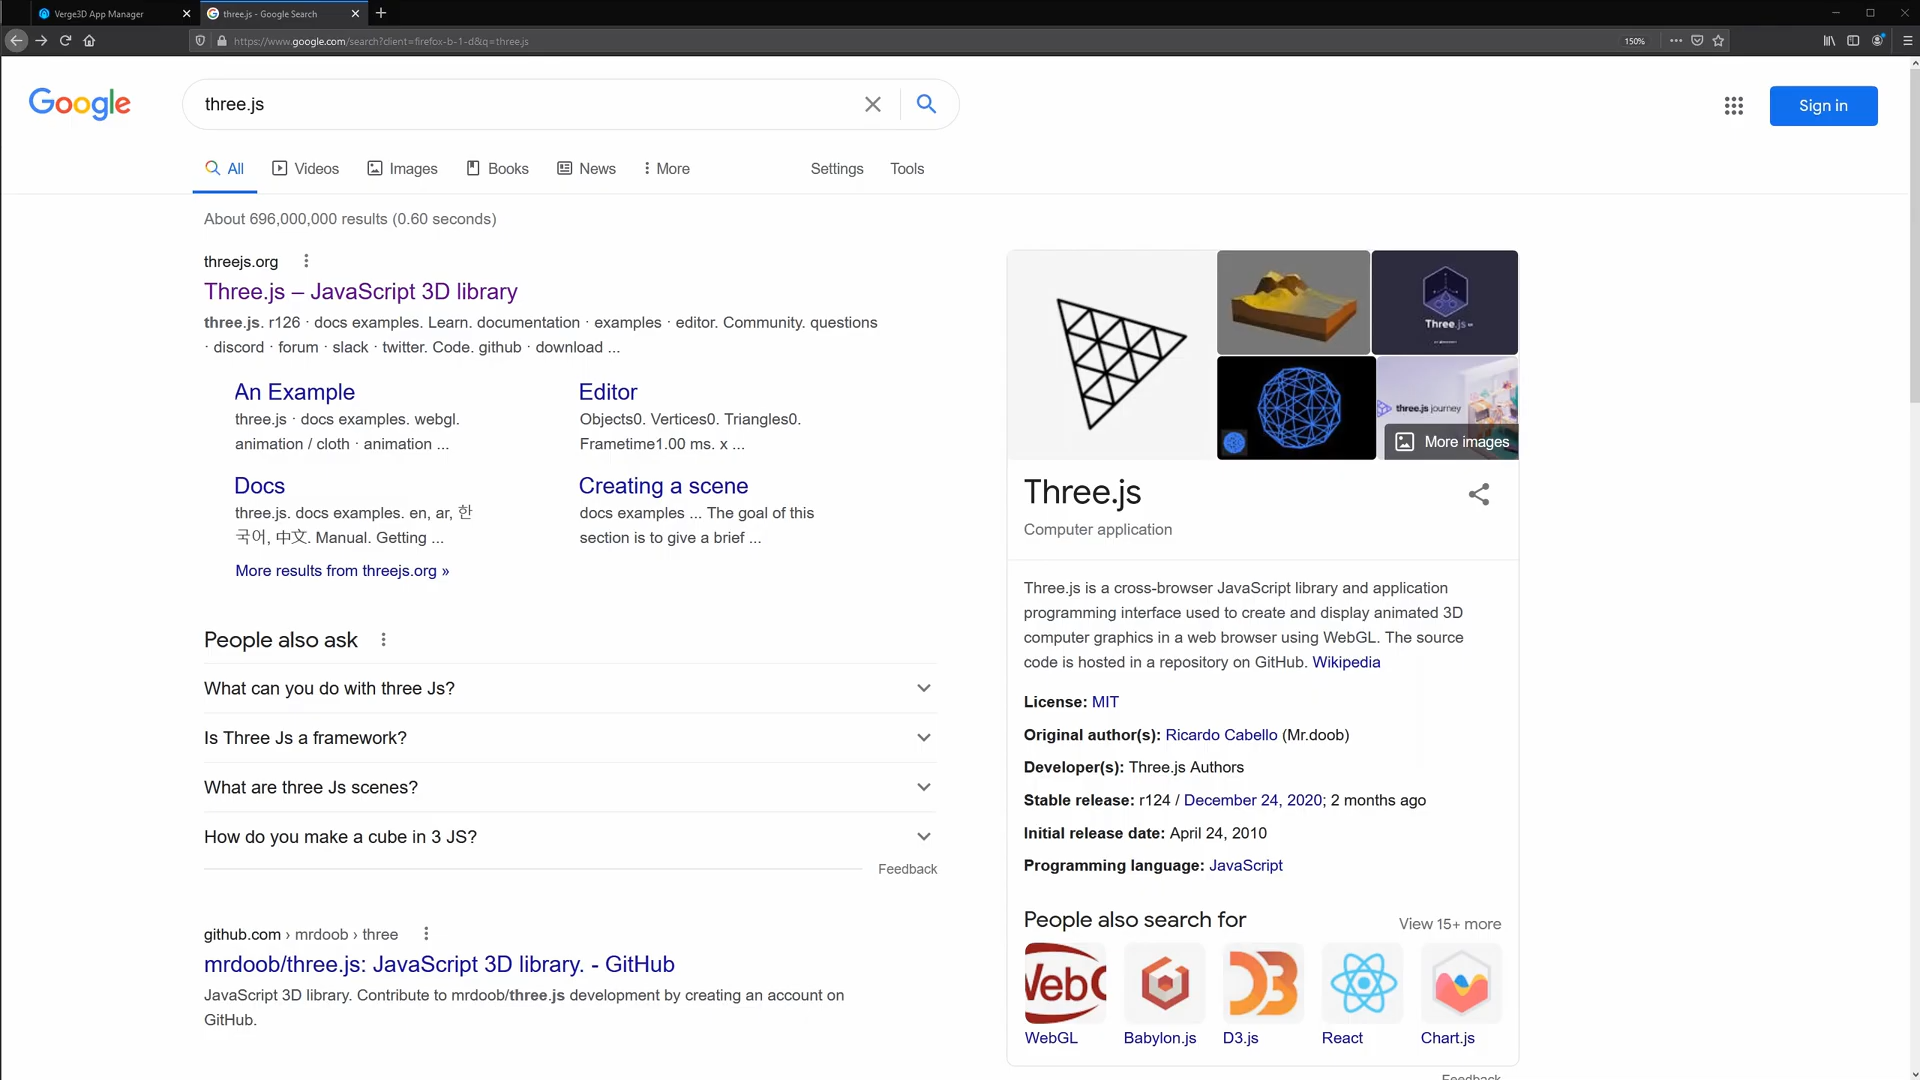 Verge3D App Manager
three.js - Google Search
https://www.google.com/search?client=firefox-b-1-d&q=three.js
150%
Google
three.js
Sign in
All
Videos
Images
Books
News
More
Settings
Tools
About 696,000,000 results (0.60 seconds)
threejs.org
Three.js – JavaScript 3D library
three.js. r126 · docs examples. Learn. documentation · examples · editor. Community. questions
· discord · forum · slack · twitter. Code. github · download ...
An Example
three.js · docs examples. webgl.
animation / cloth · animation ...
Editor
Objects0. Vertices0. Triangles0.
Frametime1.00 ms. x ...
Docs
three.js. docs examples. en, ar, 한
국어, 中文. Manual. Getting ...
Creating a scene
docs examples ... The goal of this
section is to give a brief ...
More results from threejs.org »
People also ask
What can you do with three Js?
Is Three Js a framework?
What are three Js scenes?
How do you make a cube in 3 JS?
Feedback
github.com › mrdoob › three
mrdoob/three.js: JavaScript 3D library. - GitHub
JavaScript 3D library. Contribute to mrdoob/three.js development by creating an account on
GitHub.
Three.js
three.js journey
More images
Three.js
Computer application
Three.js is a cross-browser JavaScript library and application
programming interface used to create and display animated 3D
computer graphics in a web browser using WebGL. The source
code is hosted in a repository on GitHub. Wikipedia
License: MIT
Original author(s): Ricardo Cabello (Mr.doob)
Developer(s): Three.js Authors
Stable release: r124 / December 24, 2020; 2 months ago
Initial release date: April 24, 2010
Programming language: JavaScript
People also search for
View 15+ more
WebGL
Babylon.js
D3.js
React
Chart.js
Feedback